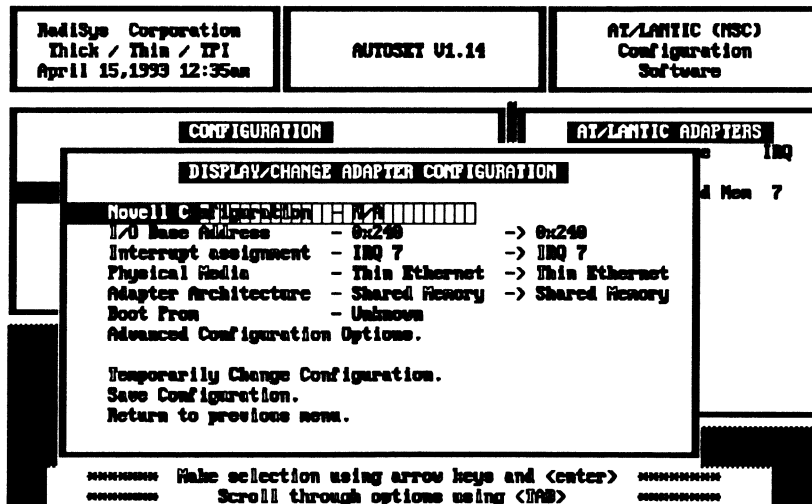 RadiSys Corporation
Thick / Thin / TPI
April 15,1993 12:35am
AUTOSET V1.14
AT/LANTIC (NSC)
Configuration
Software
CONFIGURATION
AT/LANTIC ADAPTERS
IRQ
DISPLAY/CHANGE ADAPTER CONFIGURATION
d Mem 7
Novell Configuration - N/A
I/O Base Address - 0x240 -> 0x240
Interrupt assignment - IRQ 7 -> IRQ 7
Physical Media - Thin Ethernet -> Thin Ethernet
Adapter Architecture - Shared Memory -> Shared Memory
Boot Prom - Unknown
Advanced Configuration Options.
Temporarily Change Configuration.
Save Configuration.
Return to previous menu.
******** Make selection using arrow keys and <enter> ********
******** Scroll through options using <TAB> ********